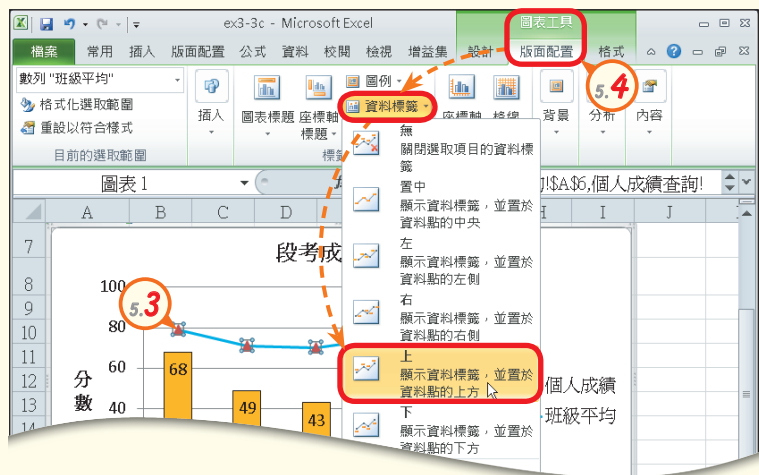 ex3-3c - Microsoft Excel
圖表工具
檔案 常用 插入 版面配置 公式 資料 校閱 檢視 增益集 設計 版面配置 格式
數列 "班級平均"
格式化選取範圍
重設以符合樣式
目前的選取範圍
插入
圖表標題 座標軸標題
圖例
資料標籤
座標軸 格線
背景
分析
內容
5.4
標籤
圖表 1
!$A$6,個人成績查詢!
A B C D H I J
無
關閉選取項目的資料標
籤
置中
顯示資料標籤，並置於
資料點的中央
左
顯示資料標籤，並置於
資料點的左側
右
顯示資料標籤，並置於
資料點的右側
上
顯示資料標籤，並置於
資料點的上方
下
顯示資料標籤，並置於
資料點的下方
7
8
9
10
11
12
13
14
段考成
100
80
60
40
分數
5.3
68
49
43
個人成績
班級平均